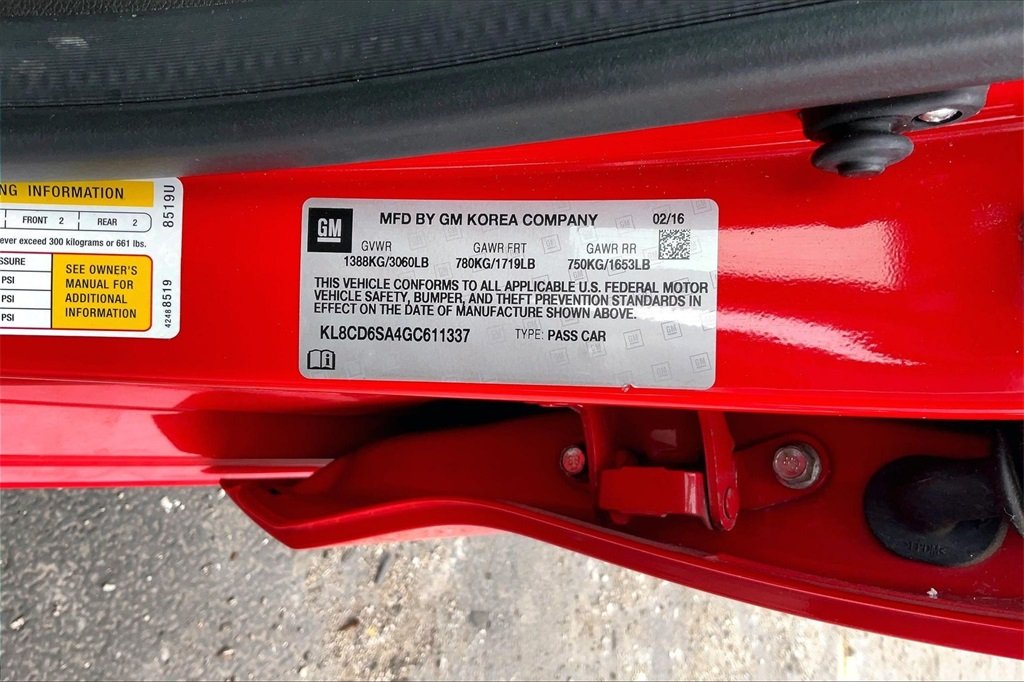 NG INFORMATION
FRONT 2 REAR 2
ever exceed 300 kilograms or 661 lbs.
SSURE
PSI
PSI
PSI
SEE OWNER'S
MANUAL FOR
ADDITIONAL
INFORMATION
8519U
42488519
GM
MFD BY GM KOREA COMPANY 02/16
GVWR GAWR FRT GAWR RR
1388KG/3060LB 780KG/1719LB 750KG/1653LB
THIS VEHICLE CONFORMS TO ALL APPLICABLE U.S. FEDERAL MOTOR
VEHICLE SAFETY, BUMPER, AND THEFT PREVENTION STANDARDS IN
EFFECT ON THE DATE OF MANUFACTURE SHOWN ABOVE.
KL8CD6SA4GC611337 TYPE: PASS CAR